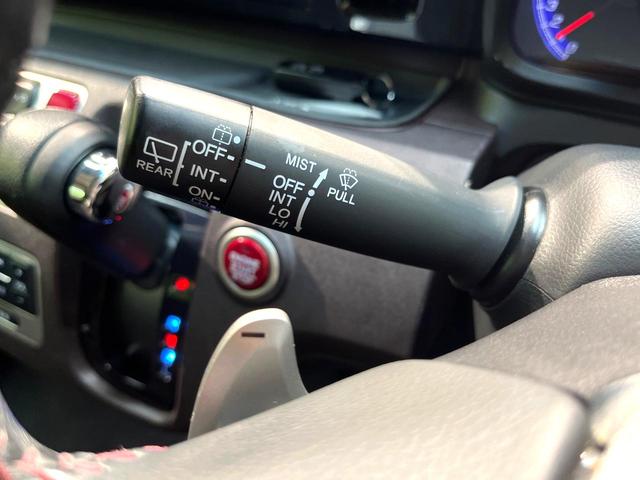 REAR
OFF
INT
ON
MIST
OFF
INT
LO
HI
PULL